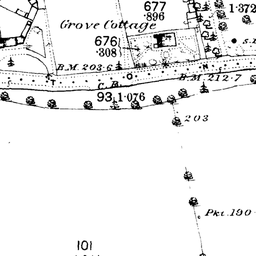 677
.896
1.372
Grove Cottage
676
.308
B.M. 203.6
B.M. 212.7
T
C.R.
93
1.076
203
Pkt. 190
101